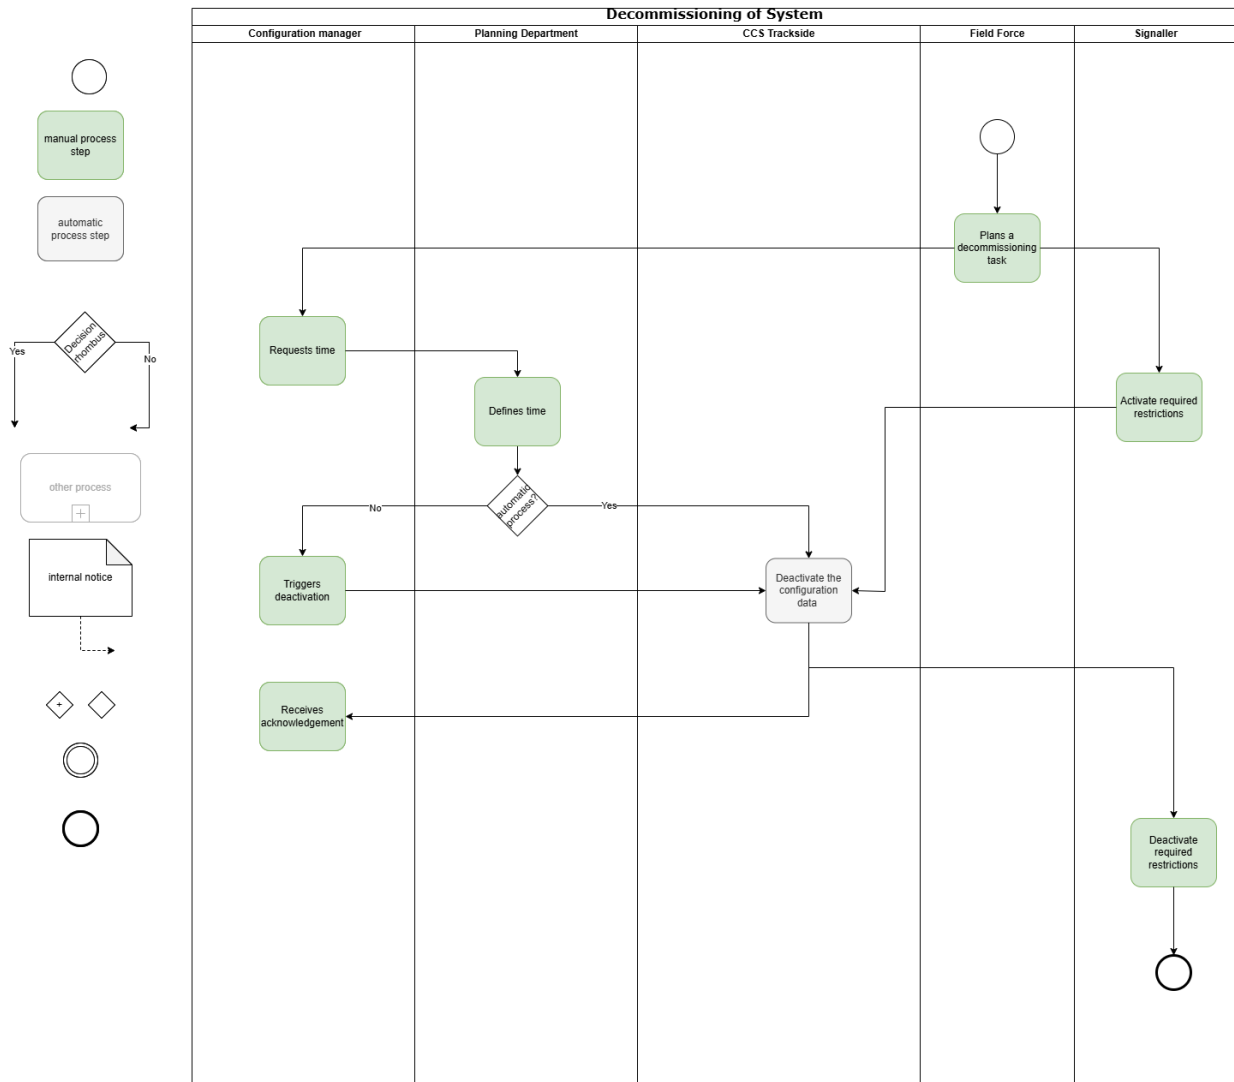 Decommissioning of System
Configuration manager
Planning Department
CCS Trackside
Field Force
Signaller
manual process
step
automatic
process step
Decision
rhombus
Yes
No
other process
+
internal notice
+
Plans a
decommissioning
task
Requests time
Defines time
Activate required
restrictions
automatic
process?
No
Yes
Triggers
deactivation
Deactivate the
configuration
data
Receives
acknowledgement
Deactivate
required
restrictions